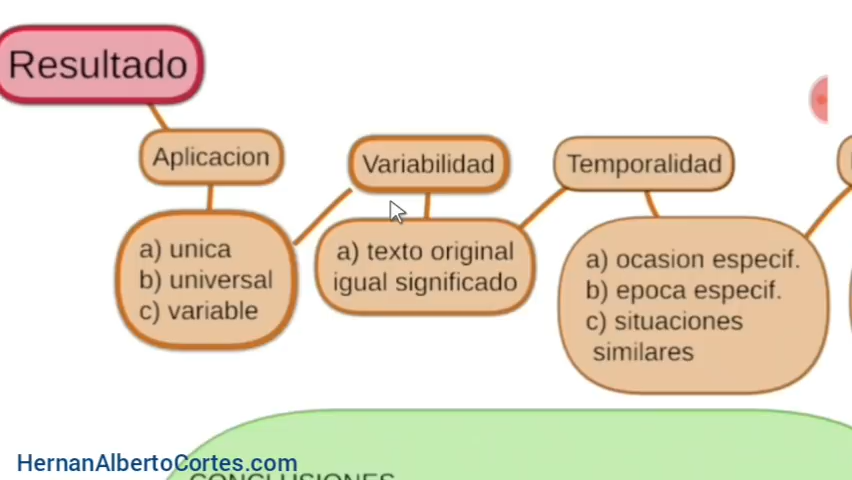 Resultado
Aplicacion
Variabilidad
Temporalidad
a) unica
b) universal
c) variable
a) texto original
igual significado
a) ocasion especif.
b) epoca especif.
c) situaciones
similares
CONCLUSIONES
HernanAlbertoCortes.com